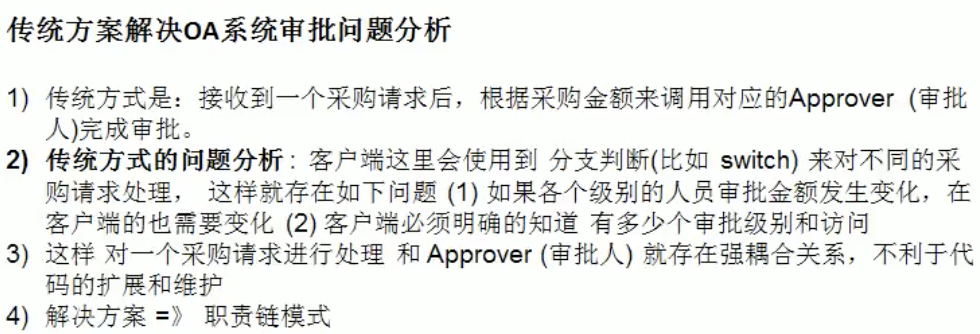 传统方案解决OA系统审批问题分析
1) 传统方式是：接收到一个采购请求后，根据采购金额来调用对应的Approver (审批
人)完成审批。
2) 传统方式的问题分析 : 客户端这里会使用到 分支判断(比如 switch) 来对不同的采
购请求处理， 这样就存在如下问题 (1) 如果各个级别的人员审批金额发生变化，在
客户端的也需要变化 (2) 客户端必须明确的知道 有多少个审批级别和访问
3) 这样 对一个采购请求进行处理 和 Approver (审批人) 就存在强耦合关系，不利于代
码的扩展和维护
4) 解决方案 =》 职责链模式